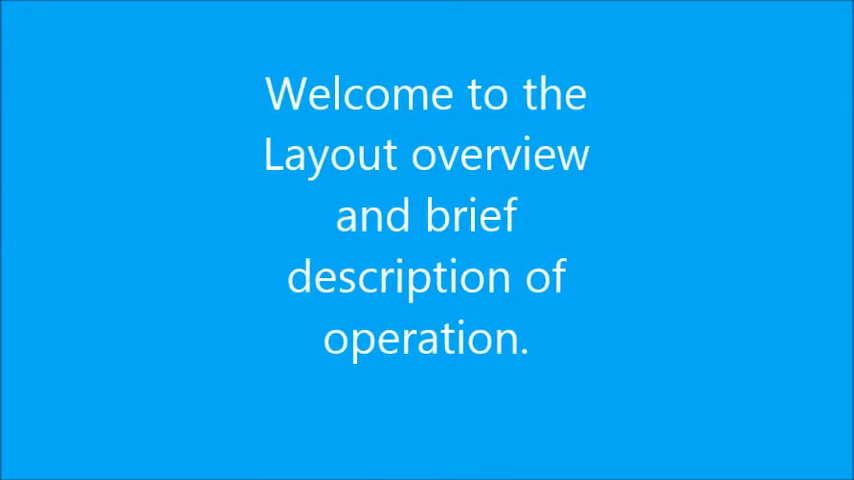 Welcome to the
Layout overview
and brief
description of
operation.